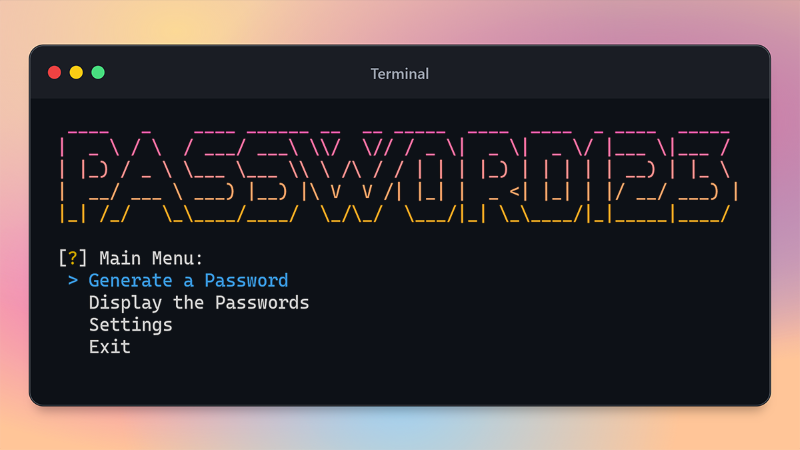 Terminal
PASSWORD123
[?] Main Menu:
> Generate a Password
Display the Passwords
Settings
Exit